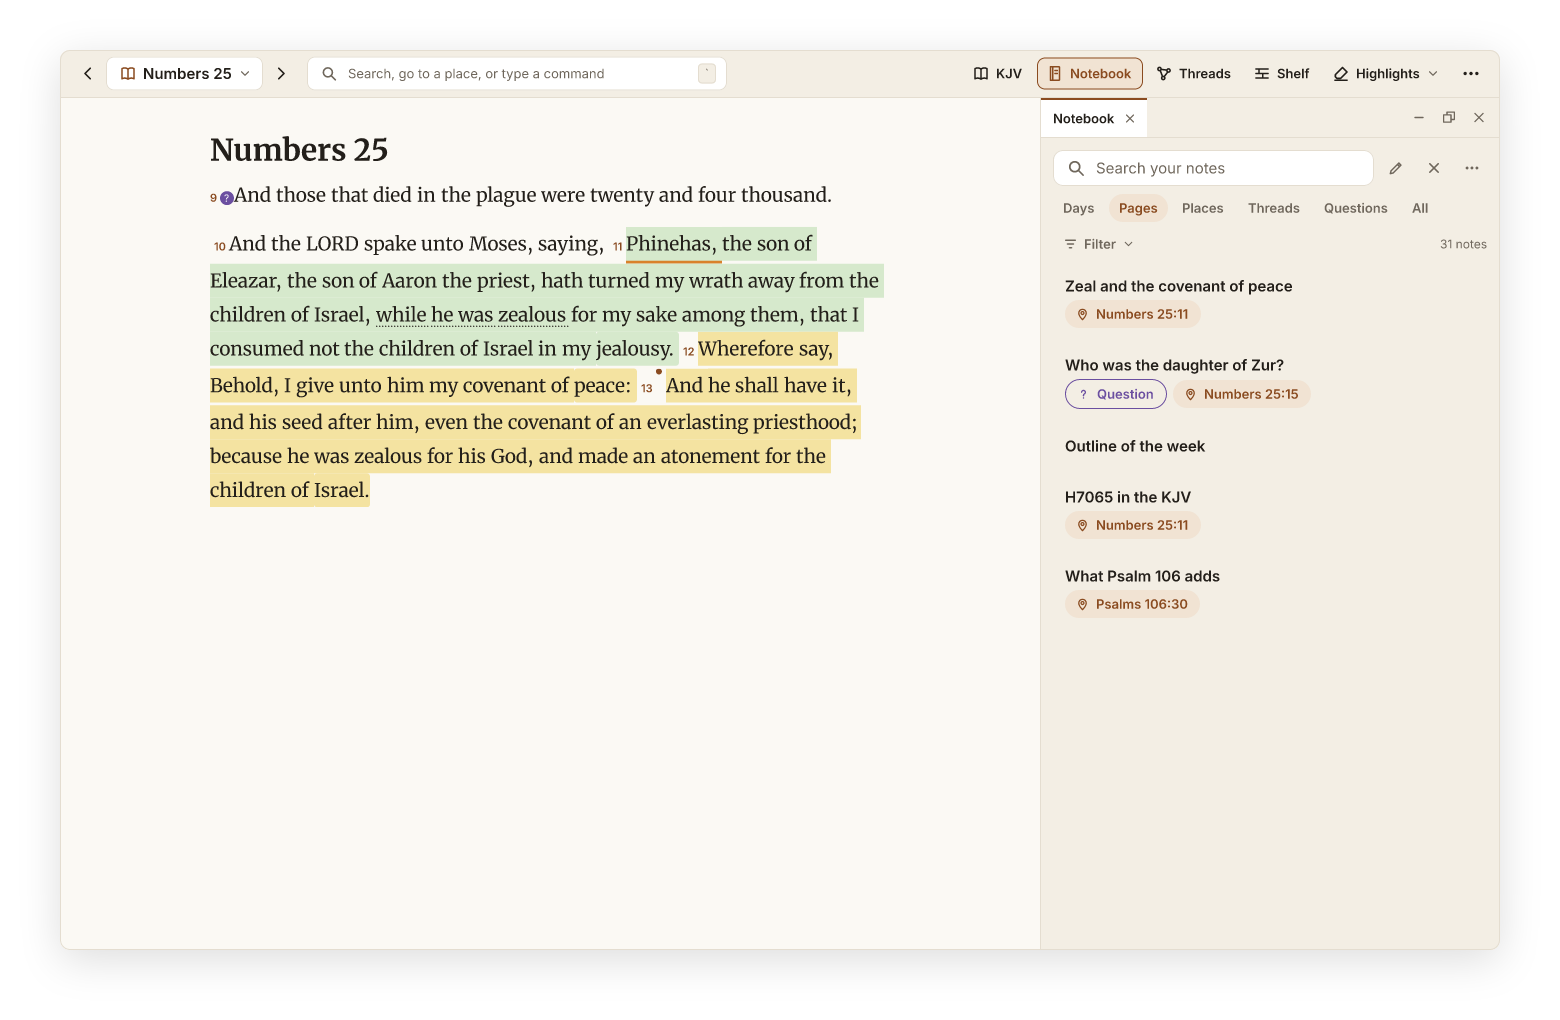 Numbers 25
Search, go to a place, or type a command
KJV
Notebook
Threads
Shelf
Highlights
Numbers 25
9 ? And those that died in the plague were twenty and four thousand.
10 And the LORD spake unto Moses, saying, 11 Phinehas, the son of
Eleazar, the son of Aaron the priest, hath turned my wrath away from the
children of Israel, while he was zealous for my sake among them, that I
consumed not the children of Israel in my jealousy. 12 Wherefore say,
Behold, I give unto him my covenant of peace: 13 And he shall have it,
and his seed after him, even the covenant of an everlasting priesthood;
because he was zealous for his God, and made an atonement for the
children of Israel.
Notebook
Search your notes
Days Pages Places Threads Questions All
Filter
31 notes
Zeal and the covenant of peace
Numbers 25:11
Who was the daughter of Zur?
? Question Numbers 25:15
Outline of the week
H7065 in the KJV
Numbers 25:11
What Psalm 106 adds
Psalms 106:30